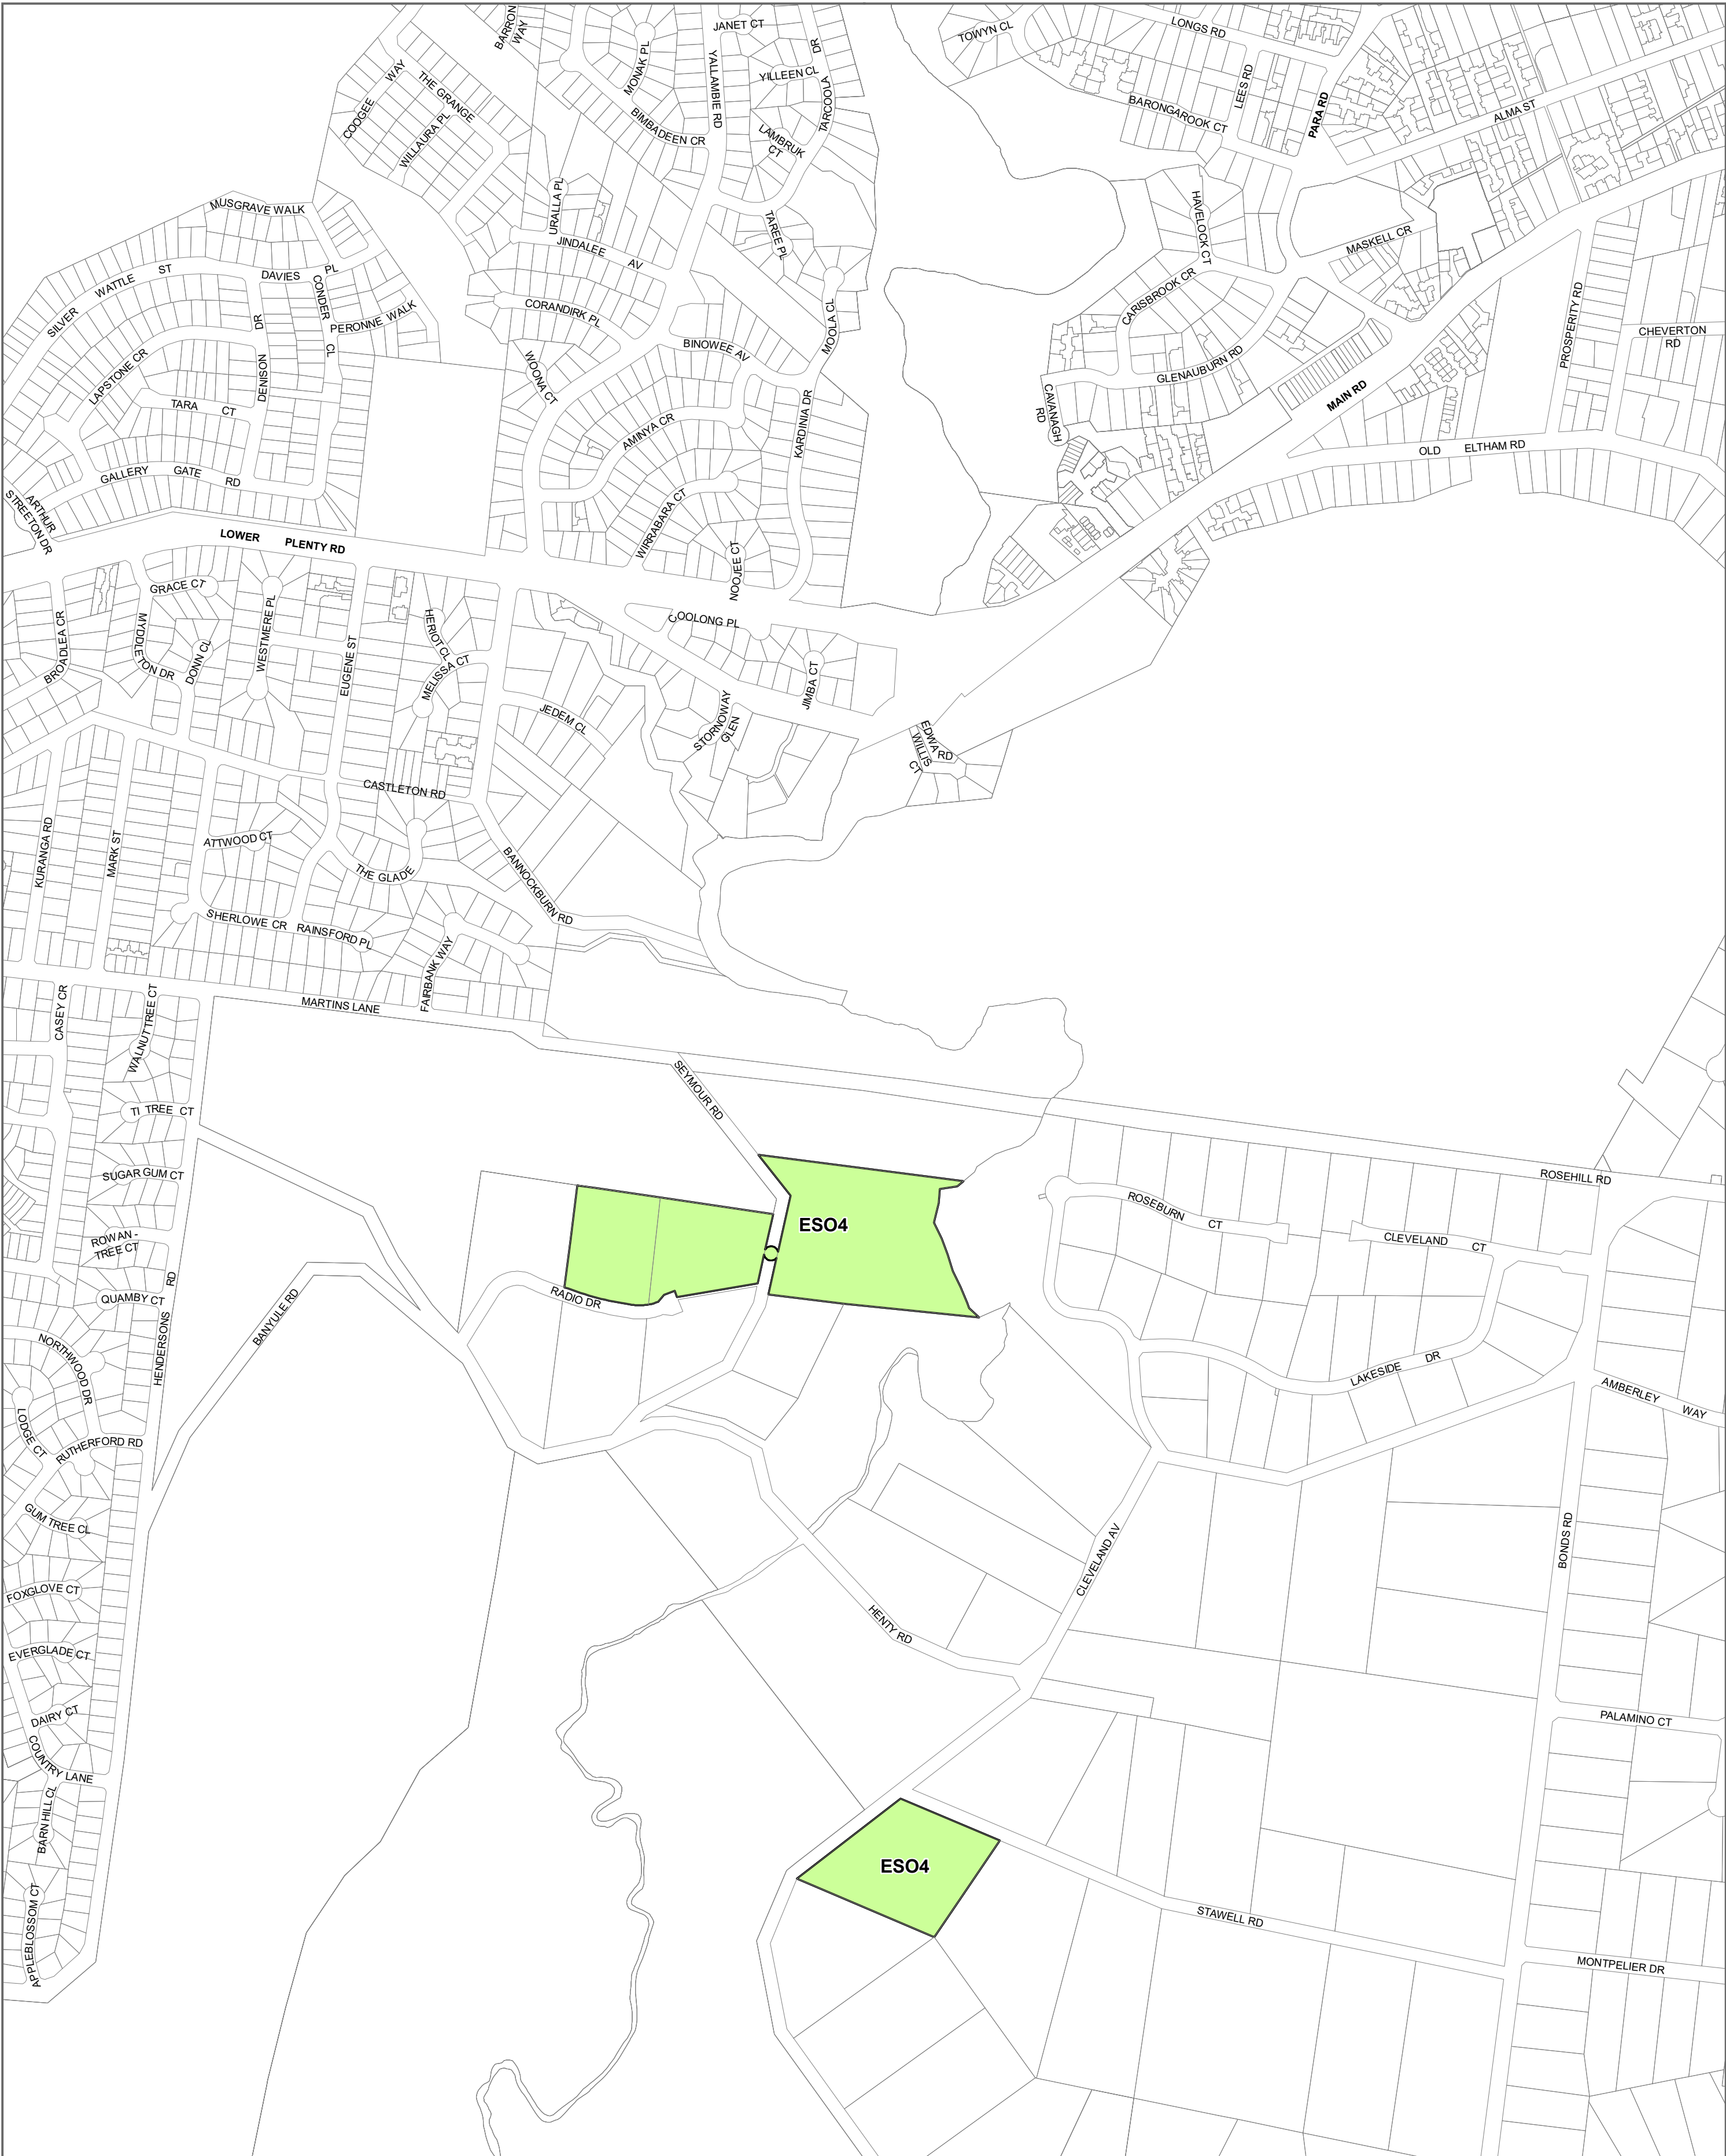 BARRON
WAY
JANET CT
TOWYN CL
LONGS RD
MONAK PL
YALLAMBIE RD
DR
YILLEEN CL
TARCOOLA
COOGEE WAY
THE GRANGE
WILLAURA PL
BIMBADEEN CR
LAMBRUK
CT
BARONGAROOK CT
LEES RD
PARA RD
ALMA ST
MUSGRAVE WALK
URALLA PL
JINDALEE AV
TAREE PL
HAVELOCK CT
MASKELL CR
SILVER WATTLE ST
DAVIES PL
CONDER CL
PERONNE WALK
CORANDIRK PL
MOOLA CL
CARISBROOK CR
PROSPERITY RD
CHEVERTON
RD
LAPSTONE CR
DENISON DR
WOONA CT
BINOWEE AV
GLENAUBURN RD
MAIN RD
TARA CT
AMINYA CR
KARDINIA DR
CAVANAGH
RD
OLD ELTHAM RD
GALLERY GATE RD
ARTHUR
STREETON DR
WIRRABARA CT
NOOJEE CT
LOWER PLENTY RD
GRACE CT
BROADLEA CR
MYDDLETON DR
DONN CL
WESTMERE PL
EUGENE ST
HERIOT CL
MELISSA CT
COOLONG PL
JIMBA CT
JEDEM CL
STORNOWAY
GLEN
EDWA RD
WILLIS
CT
CASTLETON RD
KURANGA RD
MARK ST
ATTWOOD CT
THE GLADE
BANNOCKBURN RD
SHERLOWE CR
RAINSFORD PL
FAIRBANK WAY
MARTINS LANE
CASEY CR
WALNUT TREE CT
SEYMOUR RD
TI TREE CT
SUGAR GUM CT
ROSEHILL RD
ROSEBURN CT
CLEVELAND CT
ESO4
ROWAN -
TREE CT
QUAMBY CT
HENDERSONS RD
BANYULE RD
RADIO DR
NORTHWOOD DR
LODGE CT
RUTHERFORD RD
LAKESIDE DR
AMBERLEY WAY
GUM TREE CL
CLEVELAND AV
BONDS RD
FOXGLOVE CT
HENTY RD
EVERGLADE CT
DAIRY CT
COUNTRY LANE
PALAMINO CT
BARN HILL CL
ESO4
APPLEBLOSSOM CT
STAWELL RD
MONTPELIER DR